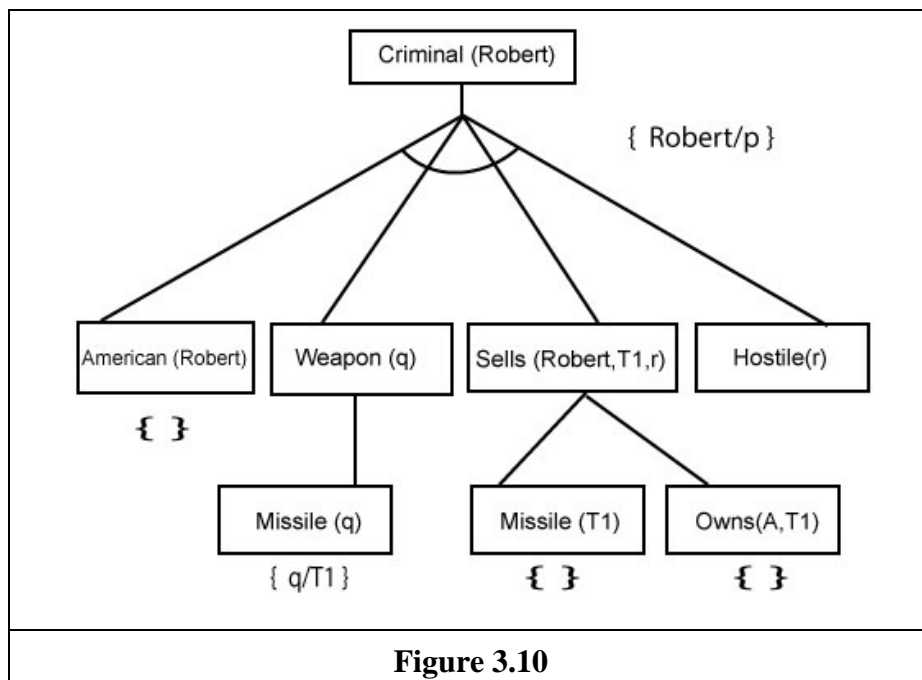 Criminal (Robert)
{ Robert/p }
American (Robert)
Weapon (q)
Sells (Robert,T1,r)
Hostile(r)
{ }
Missile (q)
Missile (T1)
Owns(A,T1)
{ q/T1 }
{ }
{ }
Figure 3.10